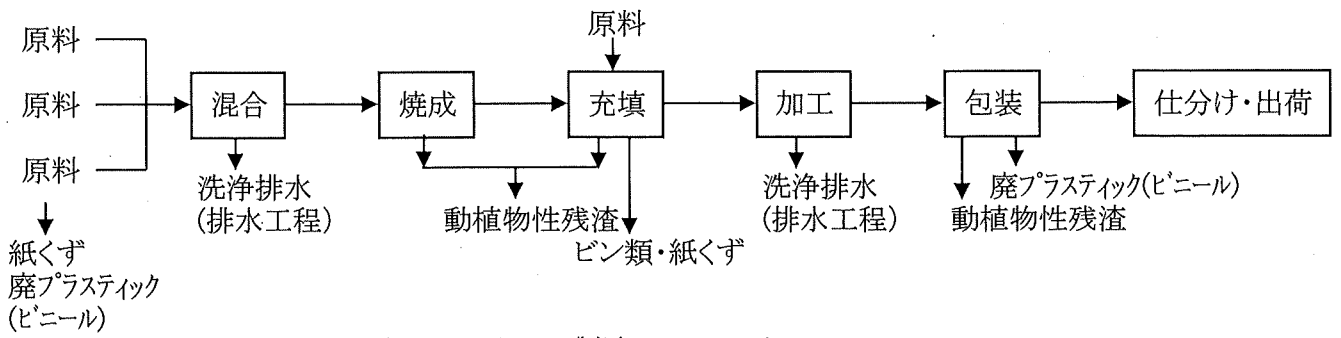 原料
原料
原料
原料
混合
焼成
充填
加工
包装
仕分け・出荷
洗浄排水
(排水工程)
動植物性残渣
ビン類・紙くず
洗浄排水
(排水工程)
廃プラスティック(ビニール)
動植物性残渣
紙くず
廃プラスティック
(ビニール)